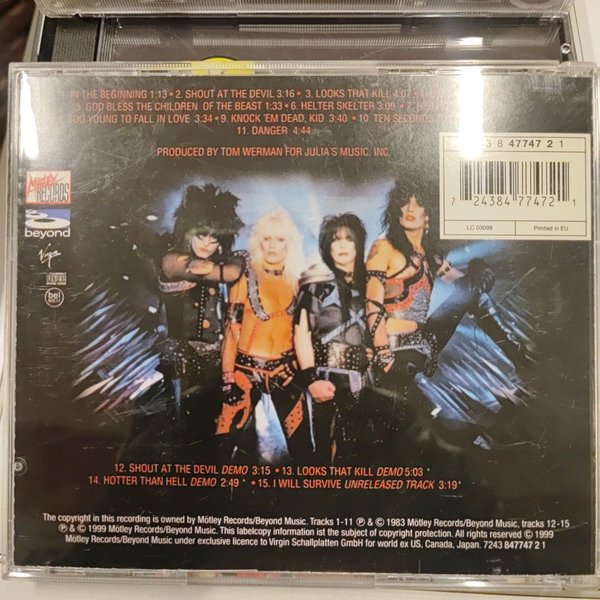 IN THE BEGINNING 1:13 • 2. SHOUT AT THE DEVIL 3:16 • 3. LOOKS THAT KILL 4:07
5. GOD BLESS THE CHILDREN OF THE BEAST 1:33 • 6. HELTER SKELTER 3:09
TOO YOUNG TO FALL IN LOVE 3:34 • 9. KNOCK 'EM DEAD, KID 3:40 • 10. TEN SECONDS
11. DANGER 4:44
PRODUCED BY TOM WERMAN FOR JULIA'S MUSIC, INC.
8 47747 2 1
7 24384 77472 1
LC 03098 Printed in EU
MÖTLEY
RECORDS
beyond
Virgin
bel
12. SHOUT AT THE DEVIL DEMO 3:15 • 13. LOOKS THAT KILL DEMO 5:03 *
14. HOTTER THAN HELL DEMO 2:49 * • 15. I WILL SURVIVE UNRELEASED TRACK 3:19 *
The copyright in this recording is owned by Mötley Records/Beyond Music. Tracks 1-11 ℗ & © 1983 Mötley Records/Beyond Music, tracks 12-15
℗ & © 1999 Mötley Records/Beyond Music. This labelcopy information ist the subject of copyright protection. All rights reserved. © 1999
Mötley Records/Beyond Music under exclusive licence to Virgin Schallplatten GmbH for world ex US, Canada, Japan. 7243 847747 2 1